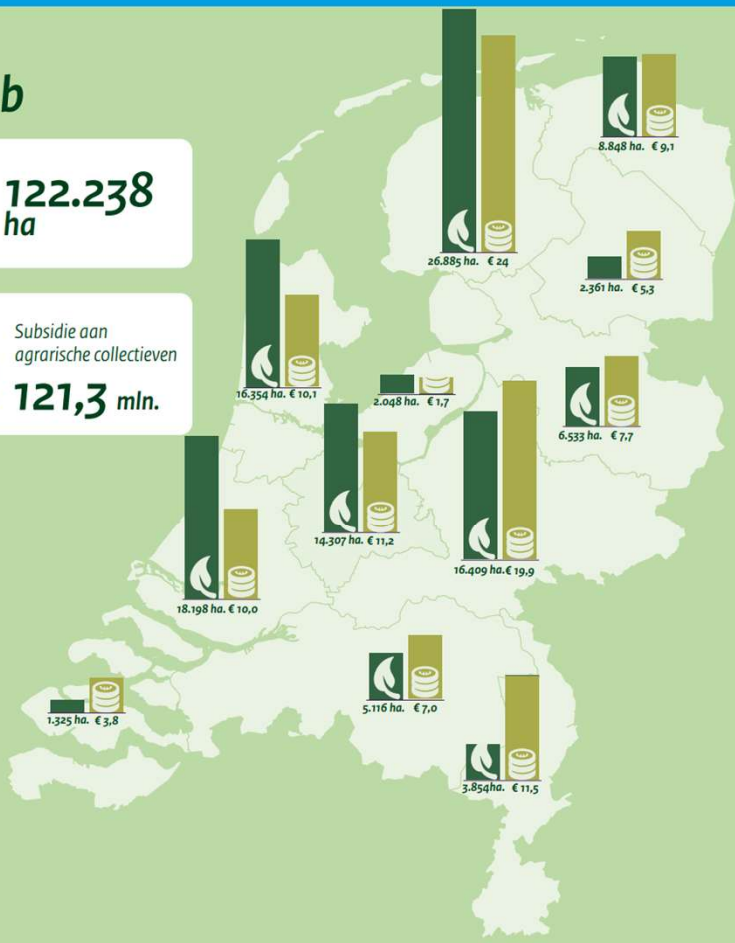 b
122.238
ha
Subsidie aan
agrarische collectieven
121,3 mln.
8.848 ha. € 9,1
26.885 ha. € 24
2.361 ha. € 5,3
16.354 ha. € 10,1
2.048 ha. € 1,7
6.533 ha. € 7,7
14.307 ha. € 11,2
16.409 ha. € 19,9
18.198 ha. € 10,0
5.116 ha. € 7,0
1.325 ha. € 3,8
3.854ha. € 11,5